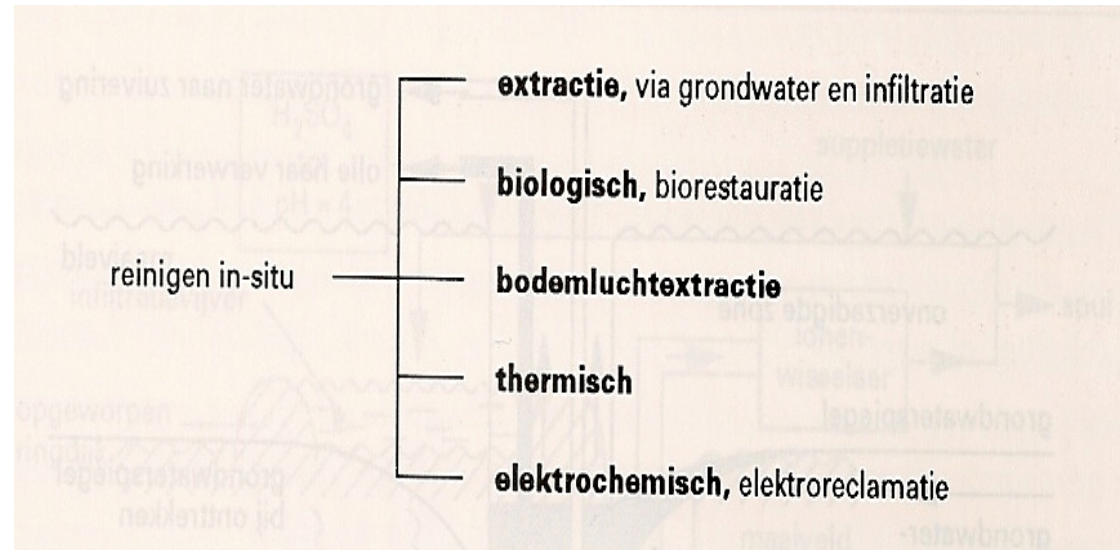 extractie, via grondwater en infiltratie
biologisch, biorestauratie
reinigen in-situ
bodemluchtextractie
thermisch
elektrochemisch, elektroreclamatie